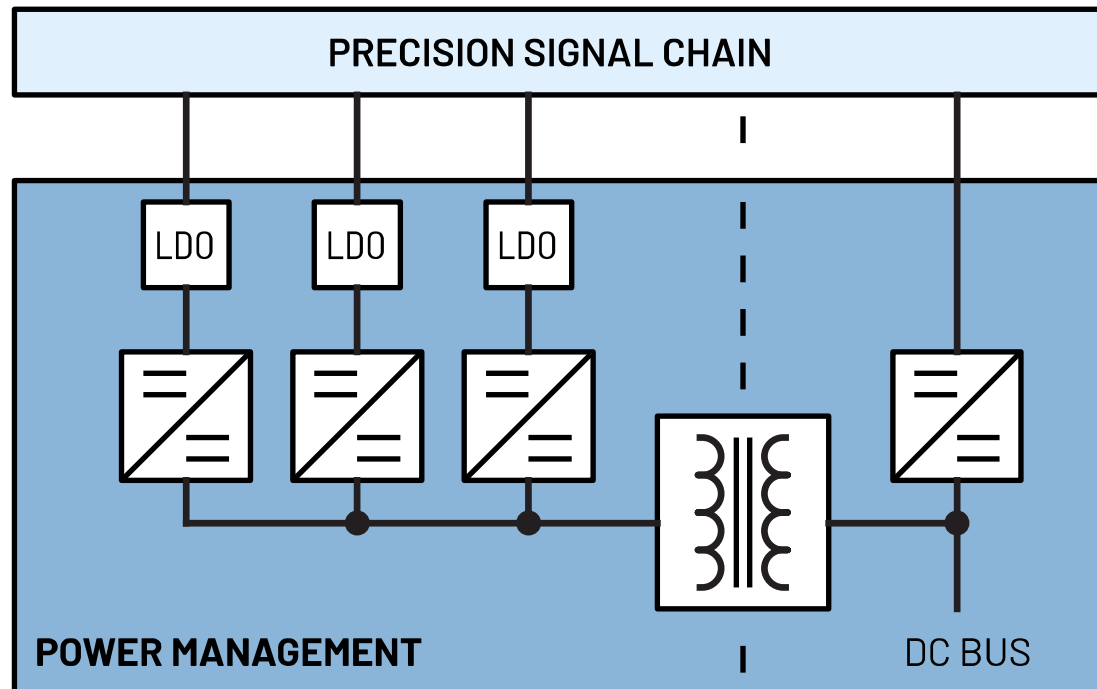 PRECISION SIGNAL CHAIN
LDO LDO LDO
POWER MANAGEMENT
DC BUS